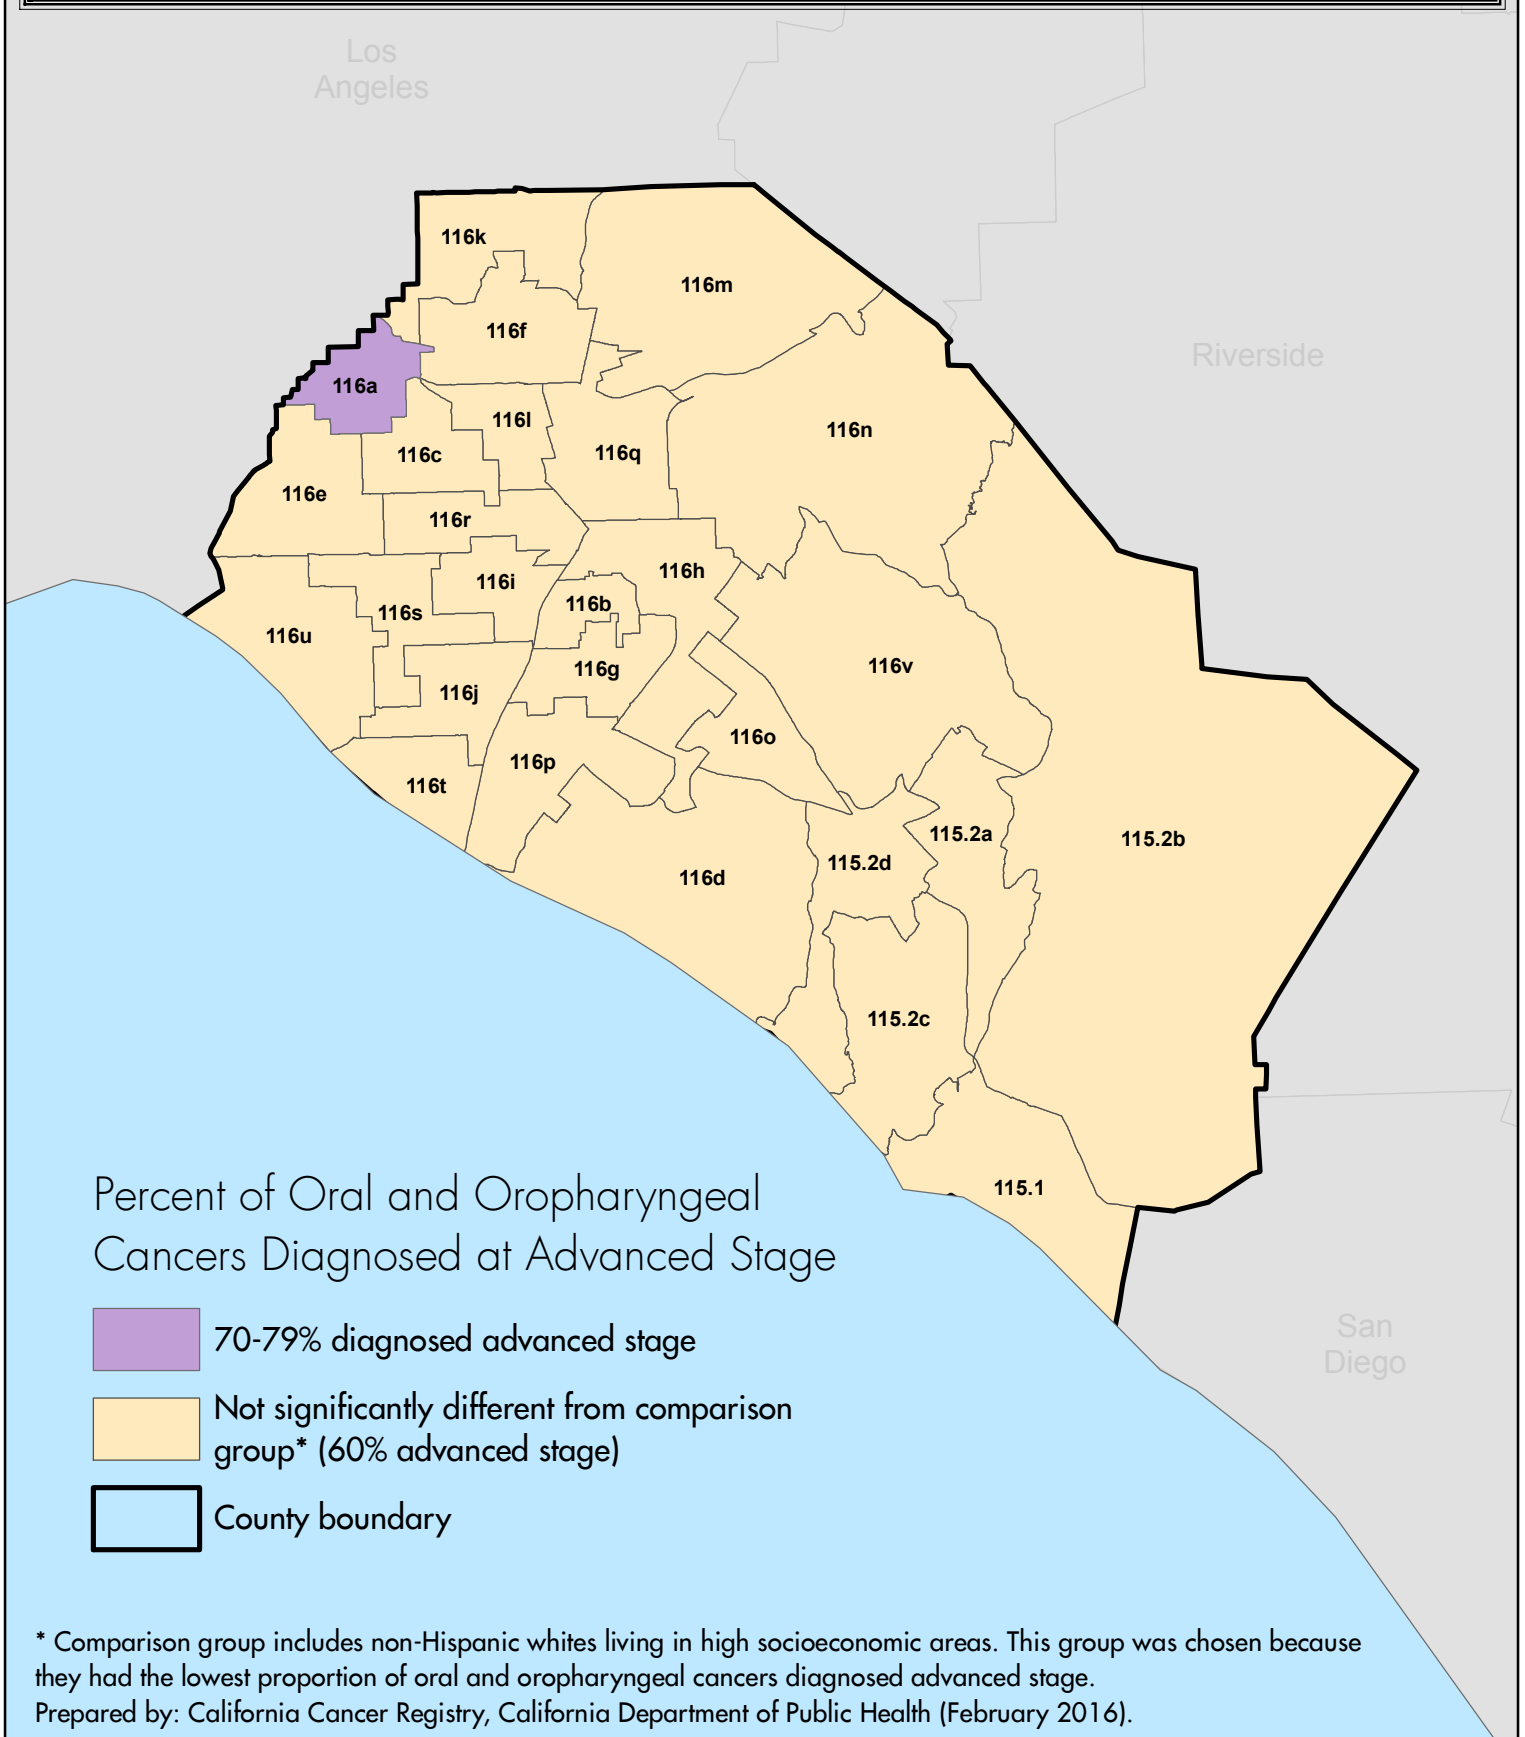 Los
Angeles
116k
116m
116f
Riverside
116a
116l
116n
116c
116q
116e
116r
116h
116i
116b
116s
116u
116v
116g
116j
116o
116p
116t
115.2a
115.2b
115.2d
116d
115.2c
115.1
Percent of Oral and Oropharyngeal
Cancers Diagnosed at Advanced Stage
70-79% diagnosed advanced stage
San
Diego
Not significantly different from comparison
group* (60% advanced stage)
County boundary
* Comparison group includes non-Hispanic whites living in high socioeconomic areas. This group was chosen because
they had the lowest proportion of oral and oropharyngeal cancers diagnosed advanced stage.
Prepared by: California Cancer Registry, California Department of Public Health (February 2016).